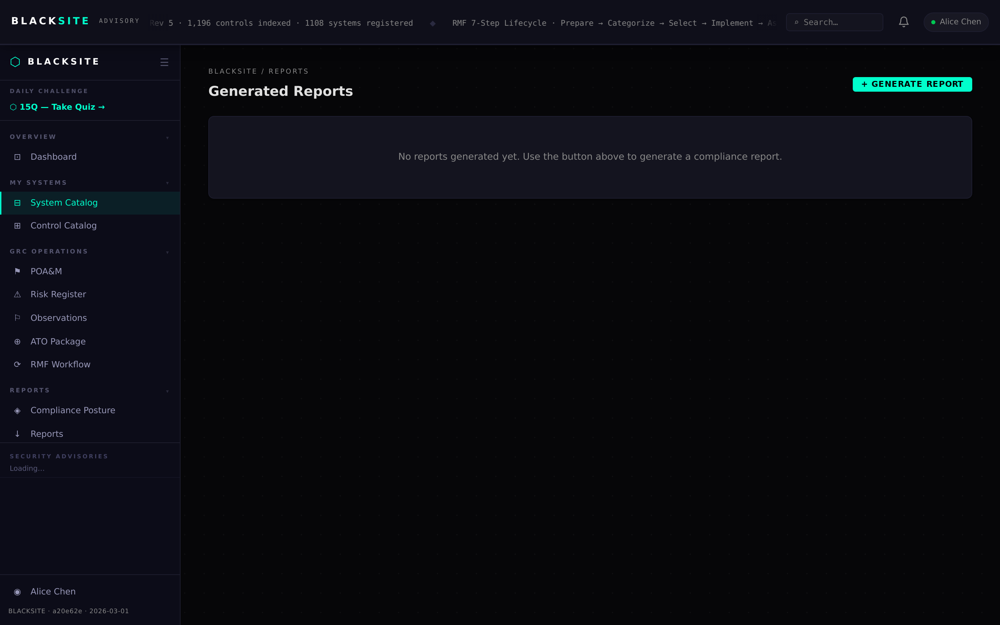 BLACKSITE ADVISORY Rev 5 · 1,196 controls indexed · 1108 systems registered ◆ RMF 7-Step Lifecycle · Prepare → Categorize → Select → Implement → As Search… Alice Chen
BLACKSITE
DAILY CHALLENGE
15Q — Take Quiz →
OVERVIEW
Dashboard
MY SYSTEMS
System Catalog
Control Catalog
GRC OPERATIONS
POA&M
Risk Register
Observations
ATO Package
RMF Workflow
REPORTS
Compliance Posture
Reports
SECURITY ADVISORIES
Loading…
Alice Chen
BLACKSITE · a20e62e · 2026-03-01
BLACKSITE / REPORTS
Generated Reports
+ GENERATE REPORT
No reports generated yet. Use the button above to generate a compliance report.